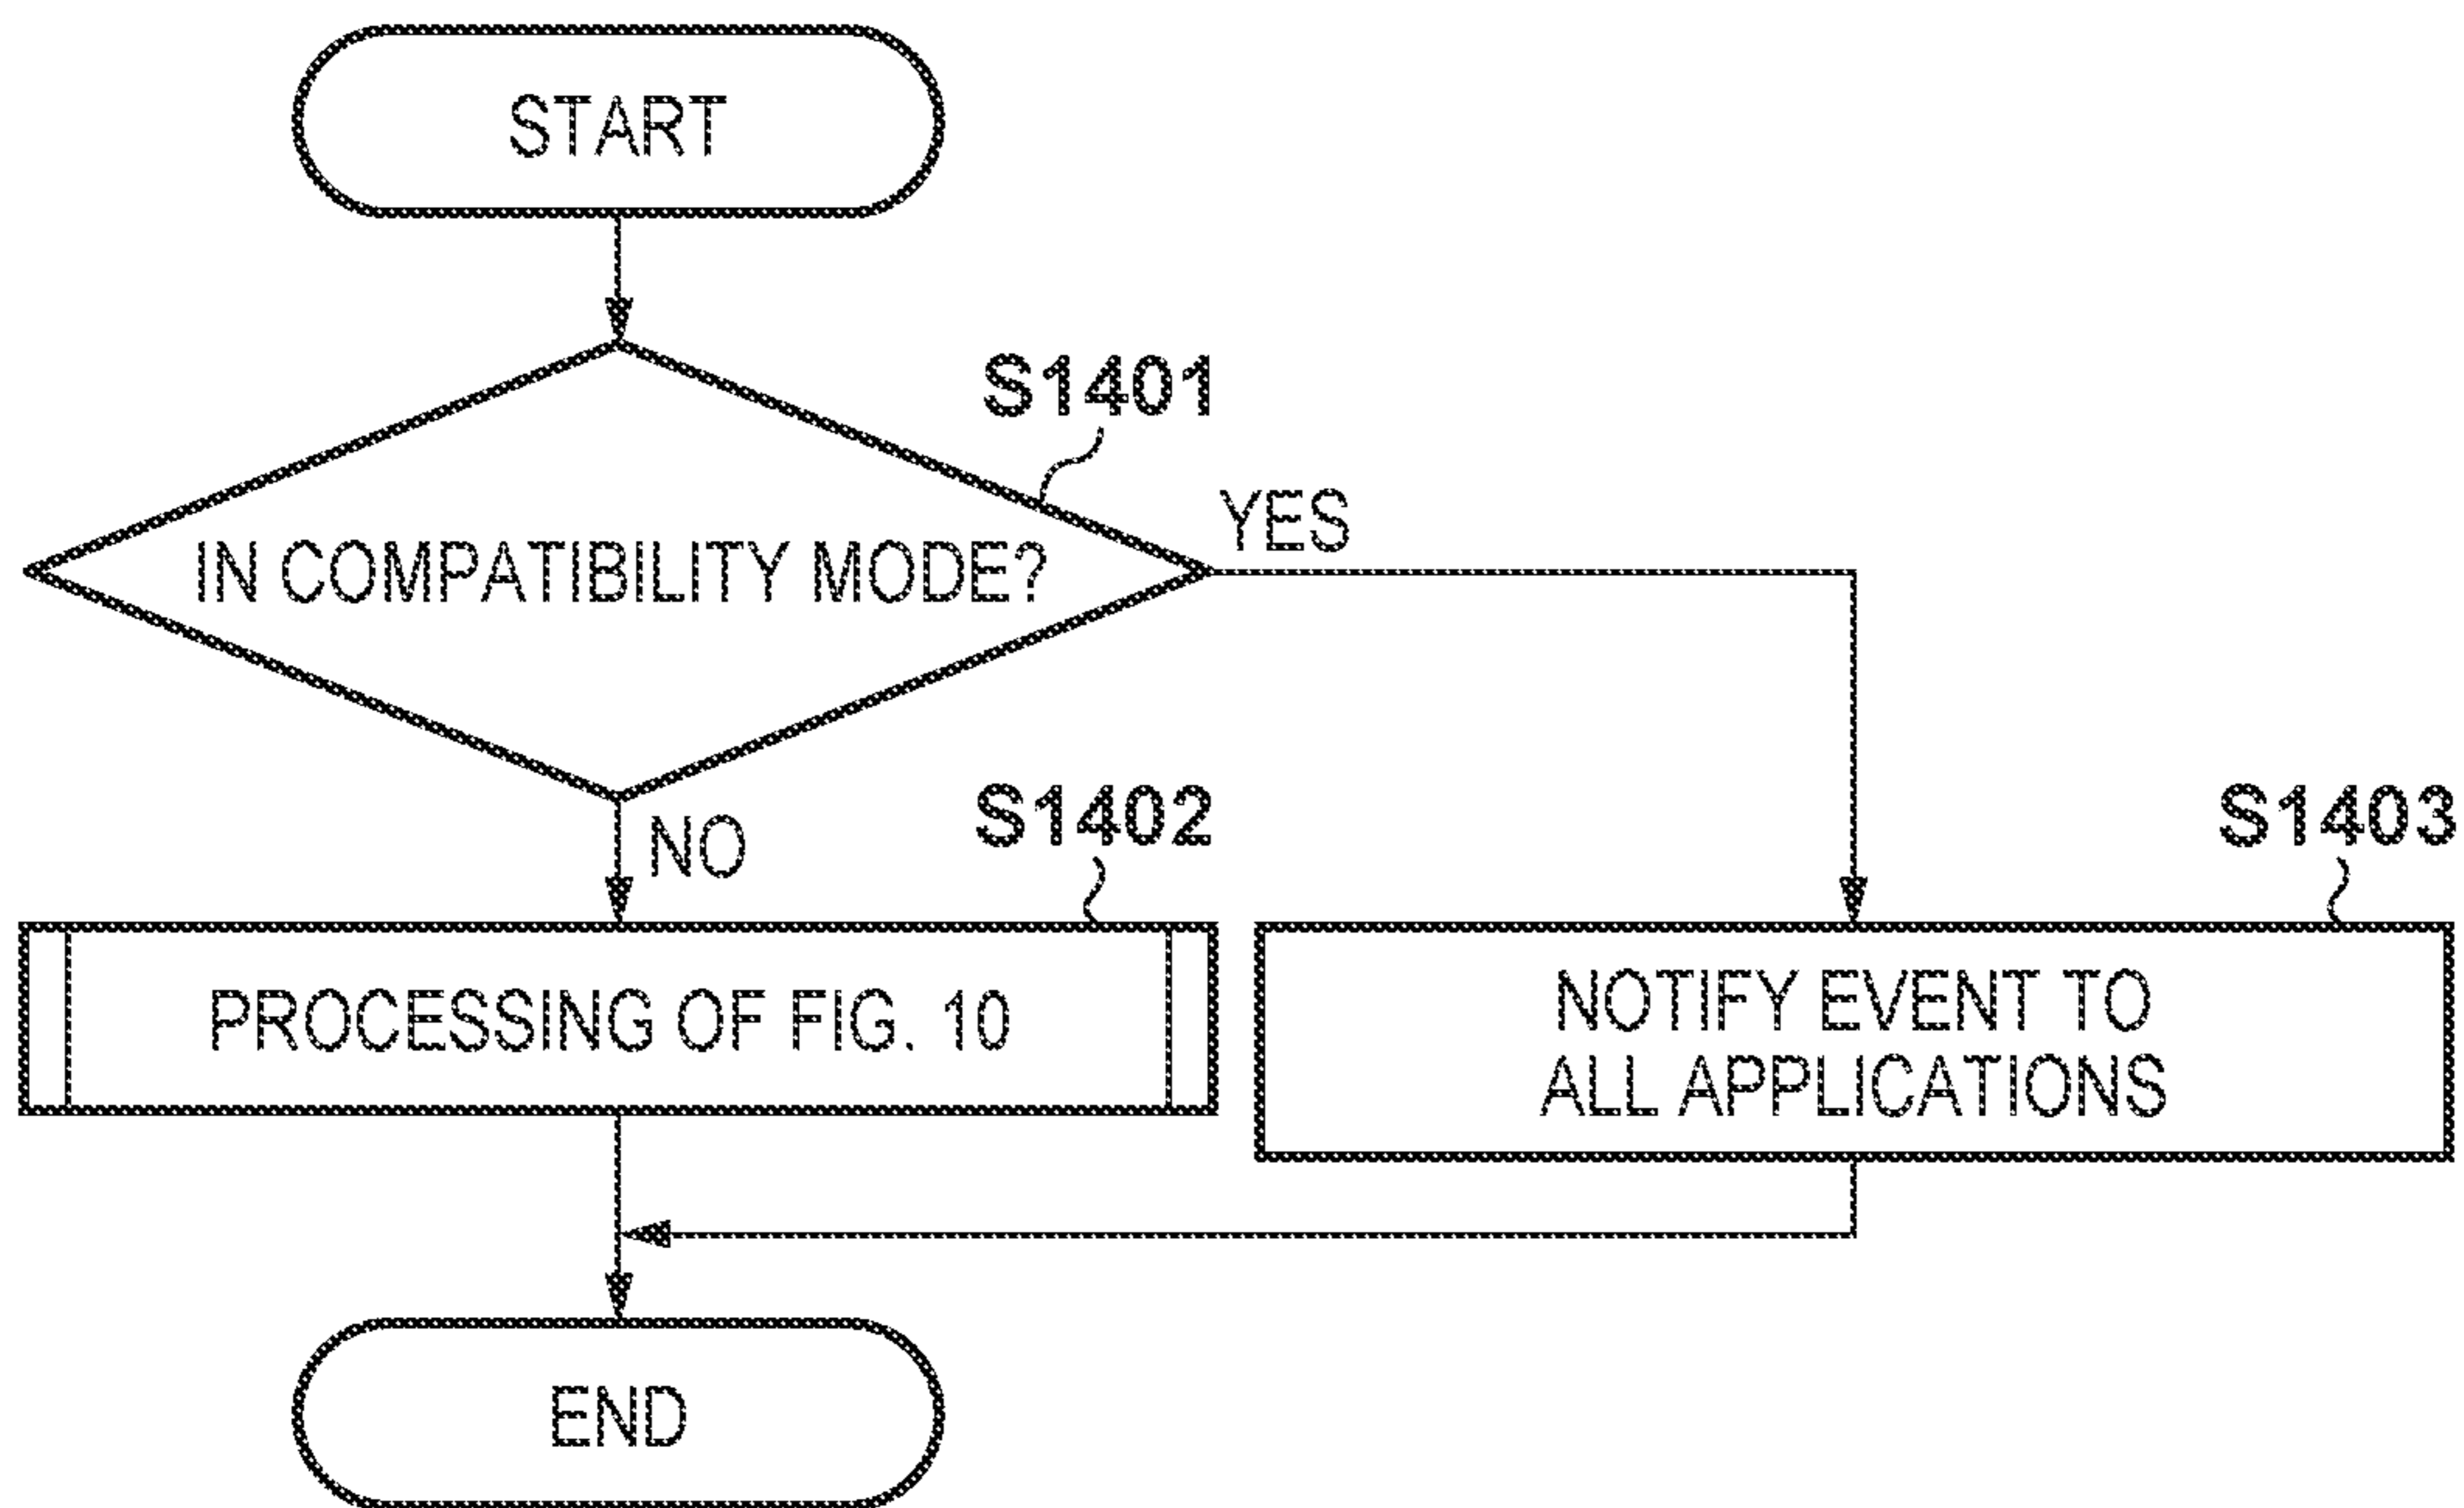 START
S1401
IN COMPATIBILITY MODE?
YES
NO
S1402
S1403
PROCESSING OF FIG. 10
NOTIFY EVENT TO
ALL APPLICATIONS
END